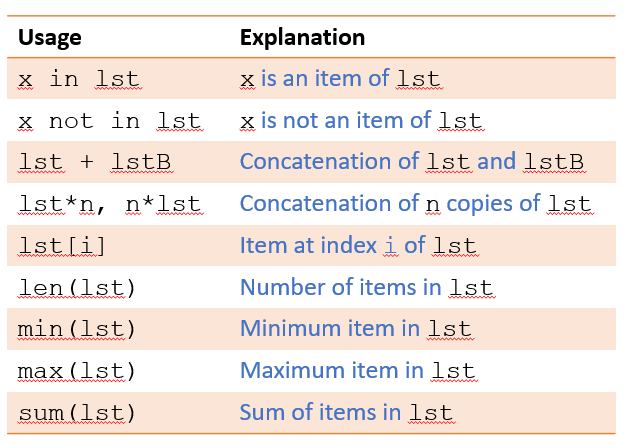 Usage Explanation
x in lst x is an item of lst
x not in lst x is not an item of lst
lst + lstB Concatenation of lst and lstB
lst*n, n*lst Concatenation of n copies of lst
lst[i] Item at index i of lst
len(lst) Number of items in lst
min(lst) Minimum item in lst
max(lst) Maximum item in lst
sum(lst) Sum of items in lst